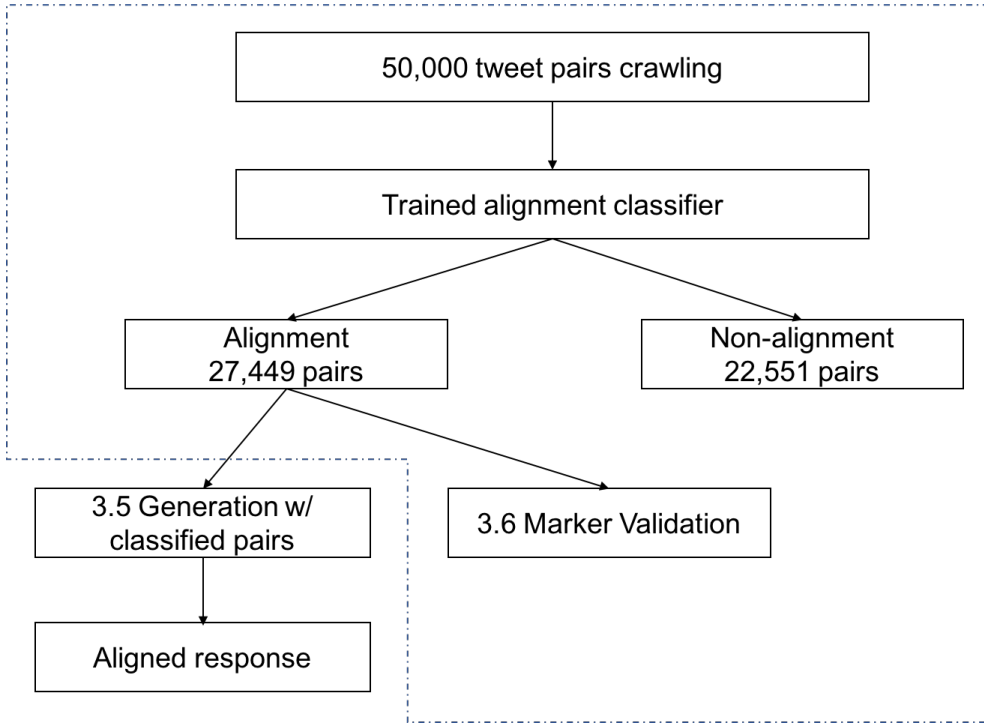 50,000 tweet pairs crawling
Trained alignment classifier
Alignment
27,449 pairs
Non-alignment
22,551 pairs
3.5 Generation w/
classified pairs
3.6 Marker Validation
Aligned response